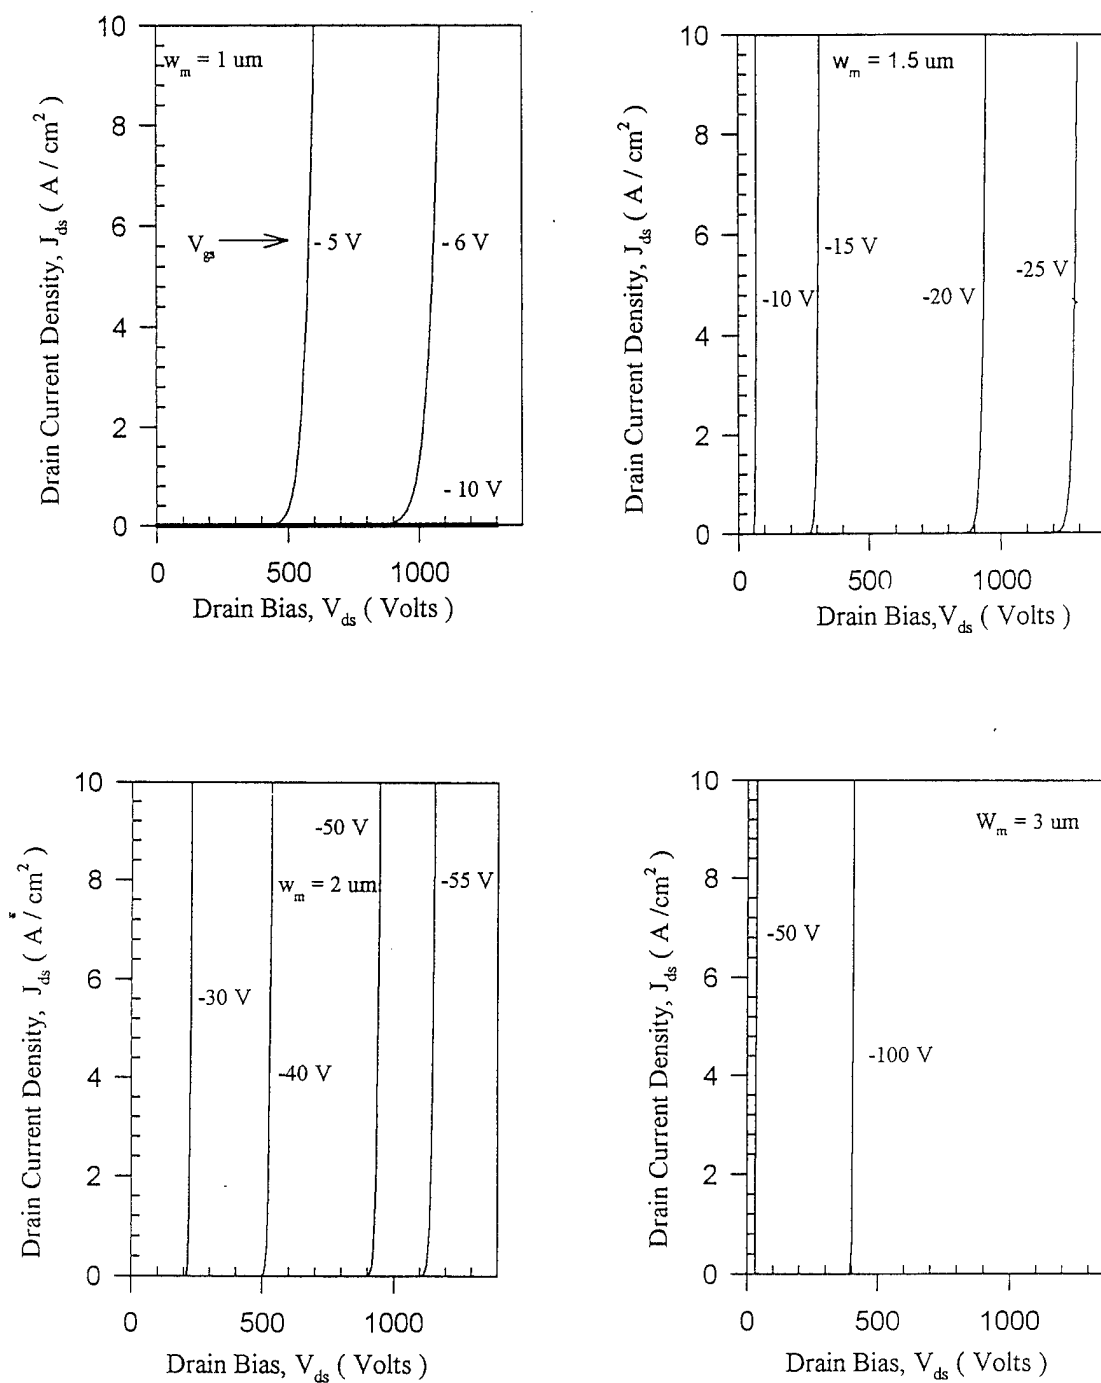 w_m = 1 um
Drain Current Density, J_ds ( A / cm^2 )
10
8
6
4
2
0
V_gs
- 5 V
- 6 V
- 10 V
0
500
1000
Drain Bias, V_ds ( Volts )
w_m = 1.5 um
Drain Current Density, J_ds ( A / cm^2 )
10
8
6
4
2
0
-10 V
-15 V
-20 V
-25 V
0
500
1000
Drain Bias,V_ds ( Volts )
w_m = 2 um
Drain Current Density, J_ds ( A / cm^2 )
10
8
6
4
2
0
-30 V
-40 V
-50 V
-55 V
0
500
1000
Drain Bias, V_ds ( Volts )
W_m = 3 um
Drain Current Density, J_ds ( A /cm^2 )
10
8
6
4
2
0
-50 V
-100 V
0
500
1000
Drain Bias, V_ds ( Volts )